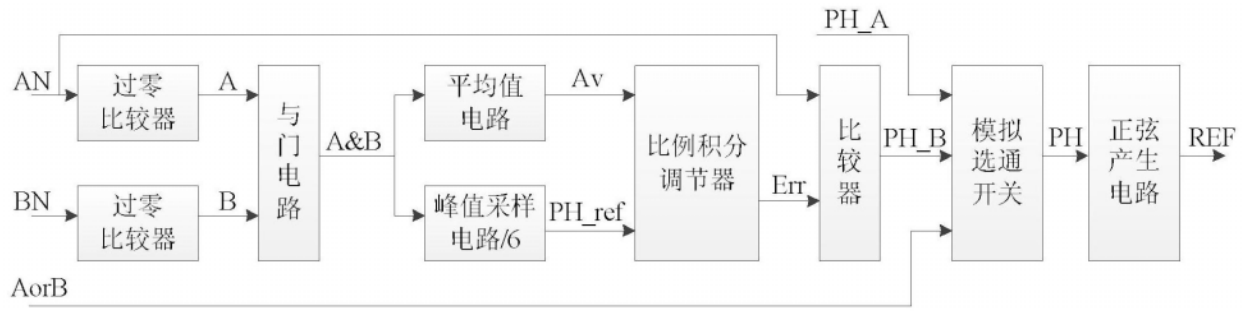 PH_A
AN
过零
比较器
A
与
门
电
路
A&B
平均值
电路
Av
比例积分
调节器
Err
比
较
器
PH_B
模拟
选通
开关
PH
正弦
产生
电路
REF
BN
过零
比较器
B
峰值采样
电路/6
PH_ref
AorB